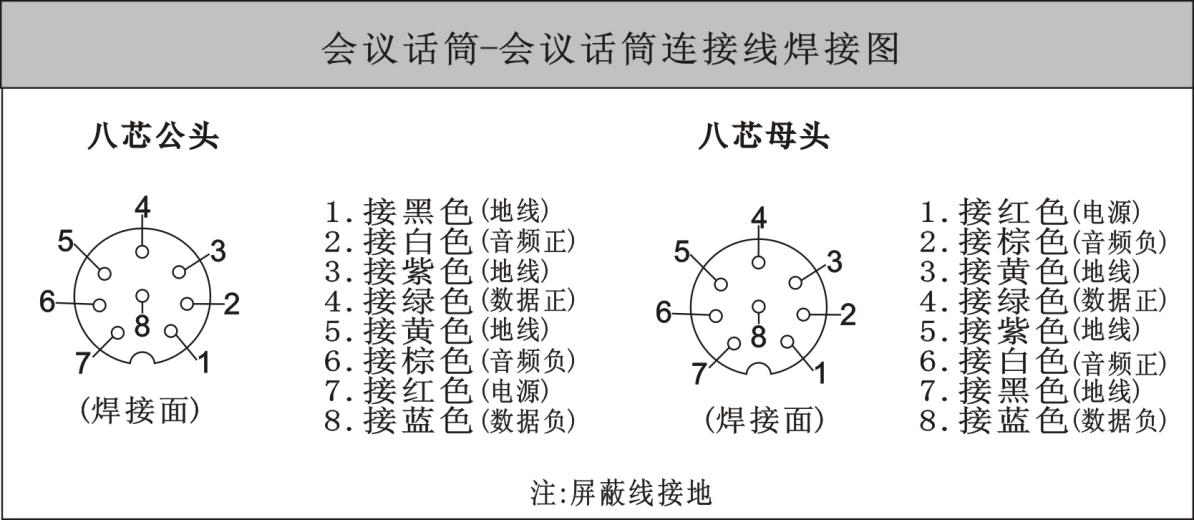 会议话筒-会议话筒连接线焊接图
八芯公头
4
5
3
6
2
8
7
1
(焊接面)
1.接黑色(地线)
2.接白色(音频正)
3.接紫色(地线)
4.接绿色(数据正)
5.接黄色(地线)
6.接棕色(音频负)
7.接红色(电源)
8.接蓝色(数据负)
八芯母头
4
5
3
6
2
8
7
1
(焊接面)
1.接红色(电源)
2.接棕色(音频负)
3.接黄色(地线)
4.接绿色(数据正)
5.接紫色(地线)
6.接白色(音频正)
7.接黑色(地线)
8.接蓝色(数据负)
注:屏蔽线接地